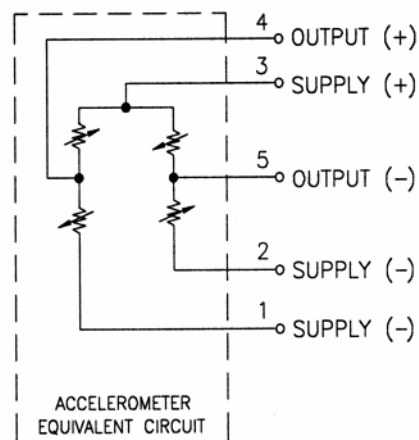 4 OUTPUT (+)
3 SUPPLY (+)
5 OUTPUT (-)
2 SUPPLY (-)
1 SUPPLY (-)
ACCELEROMETER
EQUIVALENT CIRCUIT